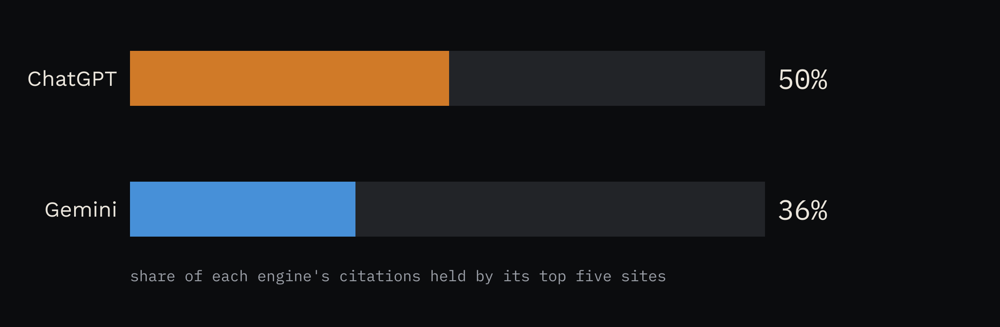 ChatGPT 50%
Gemini 36%
share of each engine's citations held by its top five sites